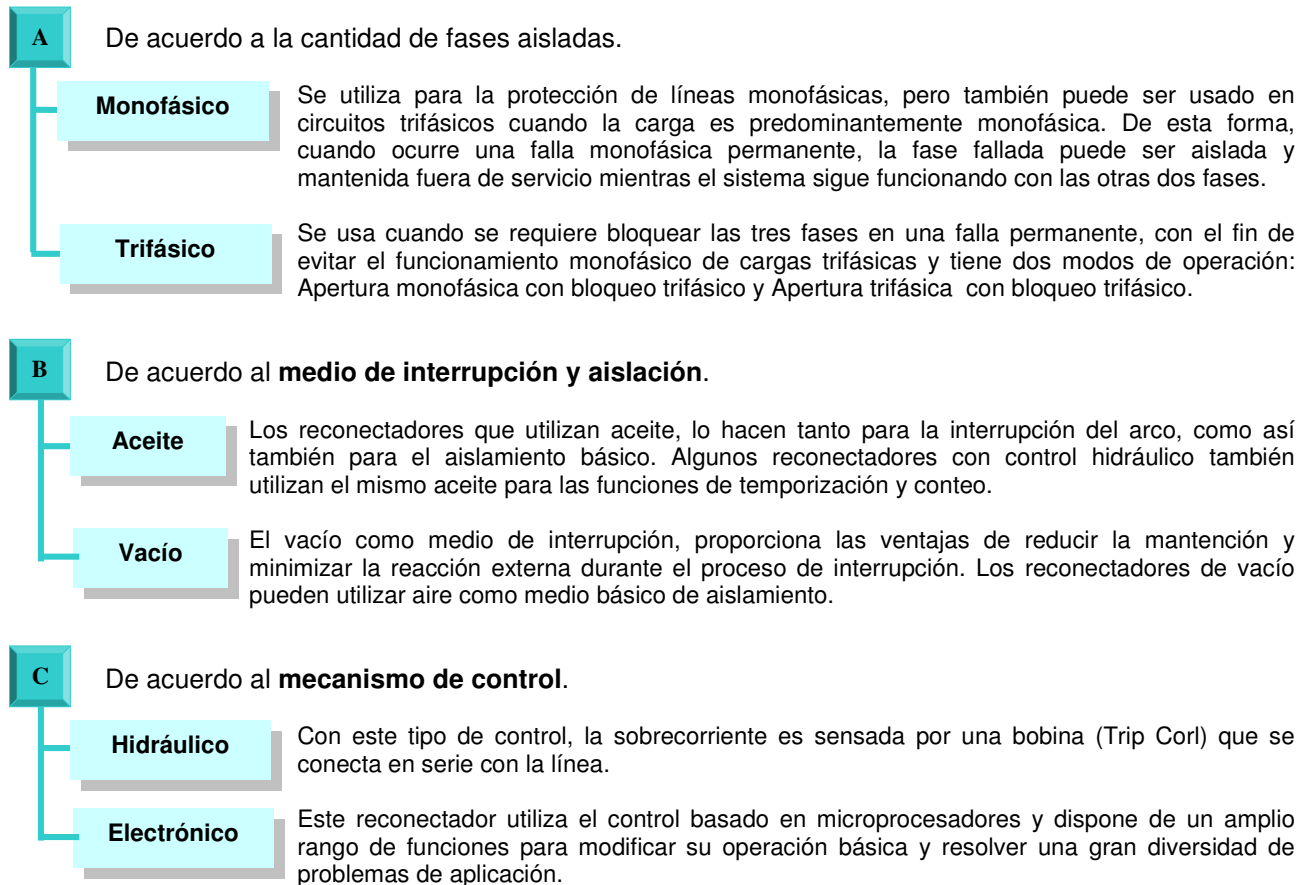 A De acuerdo a la cantidad de fases aisladas.
Monofásico
Se utiliza para la protección de líneas monofásicas, pero también puede ser usado en
circuitos trifásicos cuando la carga es predominantemente monofásica. De esta forma,
cuando ocurre una falla monofásica permanente, la fase fallada puede ser aislada y
mantenida fuera de servicio mientras el sistema sigue funcionando con las otras dos fases.
Trifásico
Se usa cuando se requiere bloquear las tres fases en una falla permanente, con el fin de
evitar el funcionamiento monofásico de cargas trifásicas y tiene dos modos de operación:
Apertura monofásica con bloqueo trifásico y Apertura trifásica con bloqueo trifásico.
B De acuerdo al medio de interrupción y aislación.
Aceite
Los reconectadores que utilizan aceite, lo hacen tanto para la interrupción del arco, como así
también para el aislamiento básico. Algunos reconectadores con control hidráulico también
utilizan el mismo aceite para las funciones de temporización y conteo.
Vacío
El vacío como medio de interrupción, proporciona las ventajas de reducir la mantención y
minimizar la reacción externa durante el proceso de interrupción. Los reconectadores de vacío
pueden utilizar aire como medio básico de aislamiento.
C De acuerdo al mecanismo de control.
Hidráulico
Con este tipo de control, la sobrecorriente es sensada por una bobina (Trip Corl) que se
conecta en serie con la línea.
Electrónico
Este reconectador utiliza el control basado en microprocesadores y dispone de un amplio
rango de funciones para modificar su operación básica y resolver una gran diversidad de
problemas de aplicación.